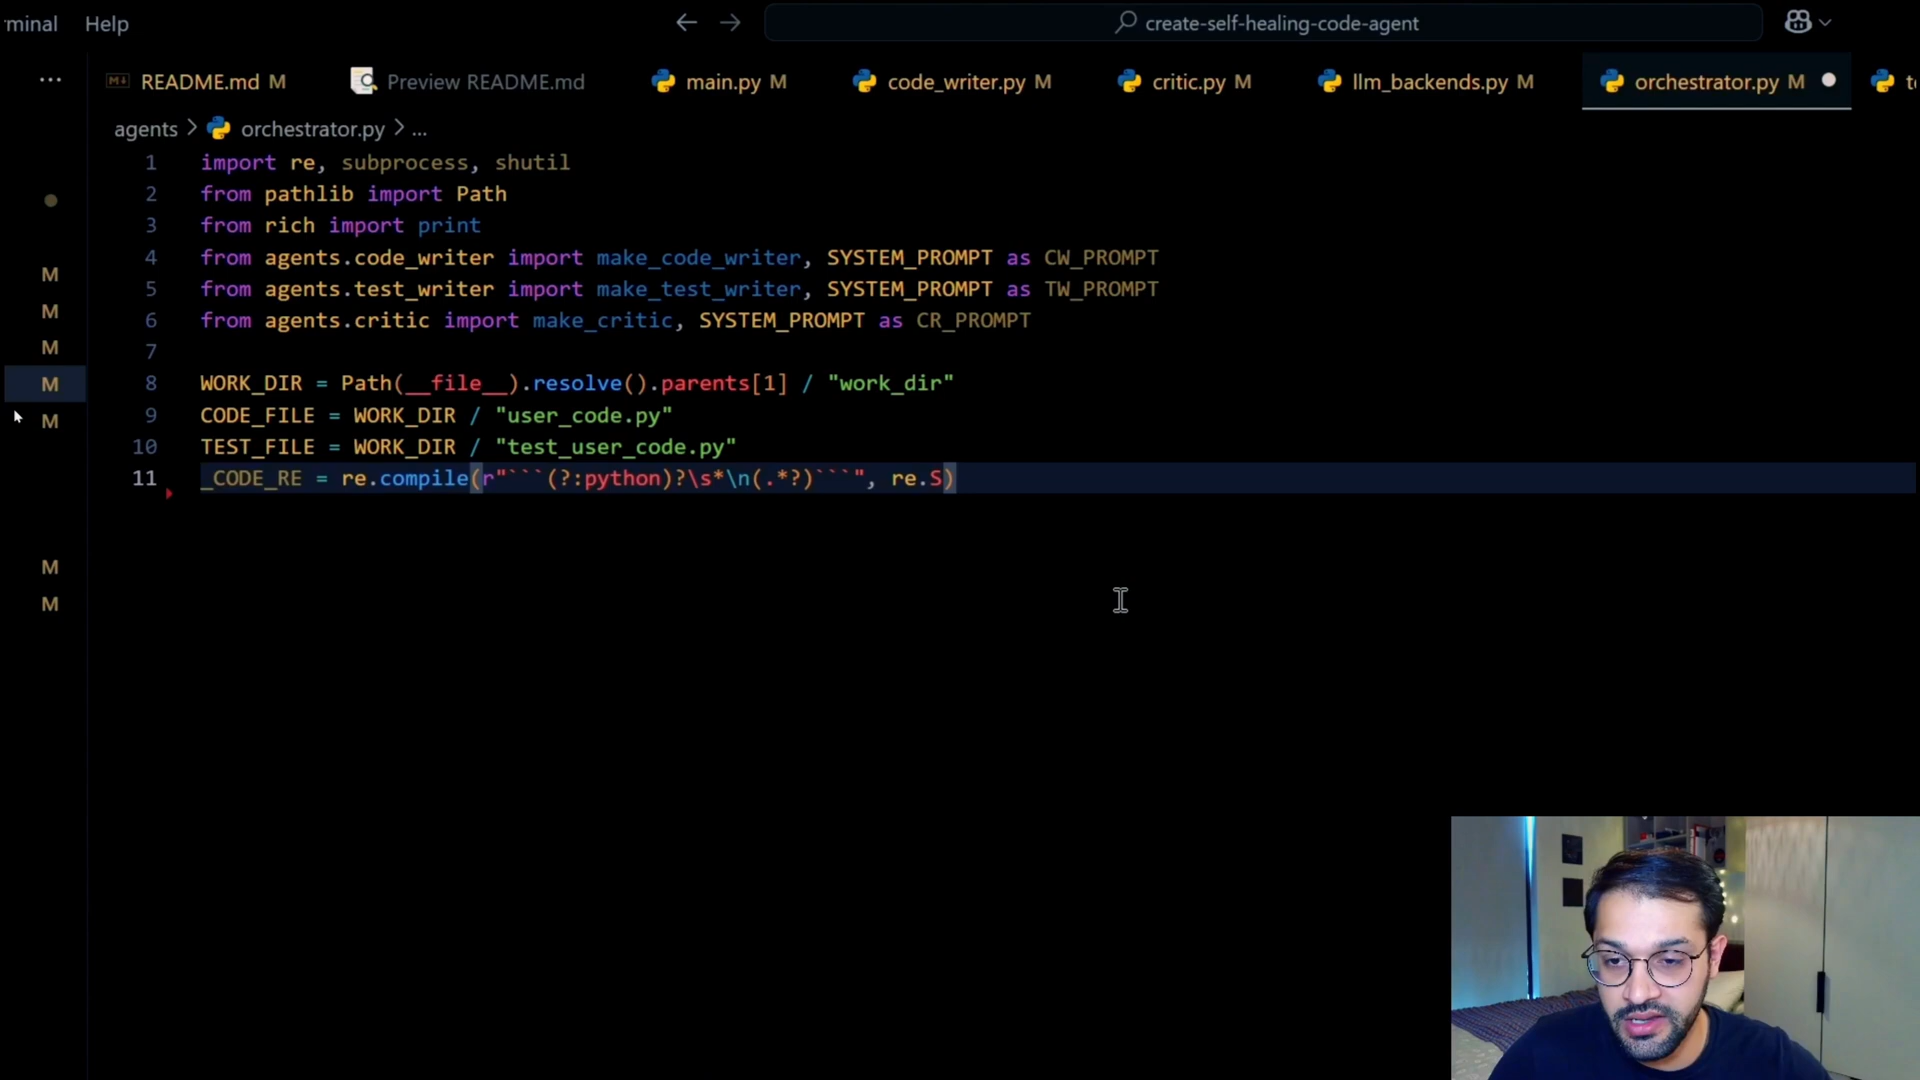 rminal Help
create-self-healing-code-agent
README.md M Preview README.md main.py M code_writer.py M critic.py M llm_backends.py M orchestrator.py M
agents > orchestrator.py > ...
1 import re, subprocess, shutil
2 from pathlib import Path
3 from rich import print
4 from agents.code_writer import make_code_writer, SYSTEM_PROMPT as CW_PROMPT
5 from agents.test_writer import make_test_writer, SYSTEM_PROMPT as TW_PROMPT
6 from agents.critic import make_critic, SYSTEM_PROMPT as CR_PROMPT
7
8 WORK_DIR = Path(__file__).resolve().parents[1] / "work_dir"
9 CODE_FILE = WORK_DIR / "user_code.py"
10 TEST_FILE = WORK_DIR / "test_user_code.py"
11 _CODE_RE = re.compile(r"```(?:python)?\s*\n(.*?)```", re.S)
M
M
M
M
M
M
M